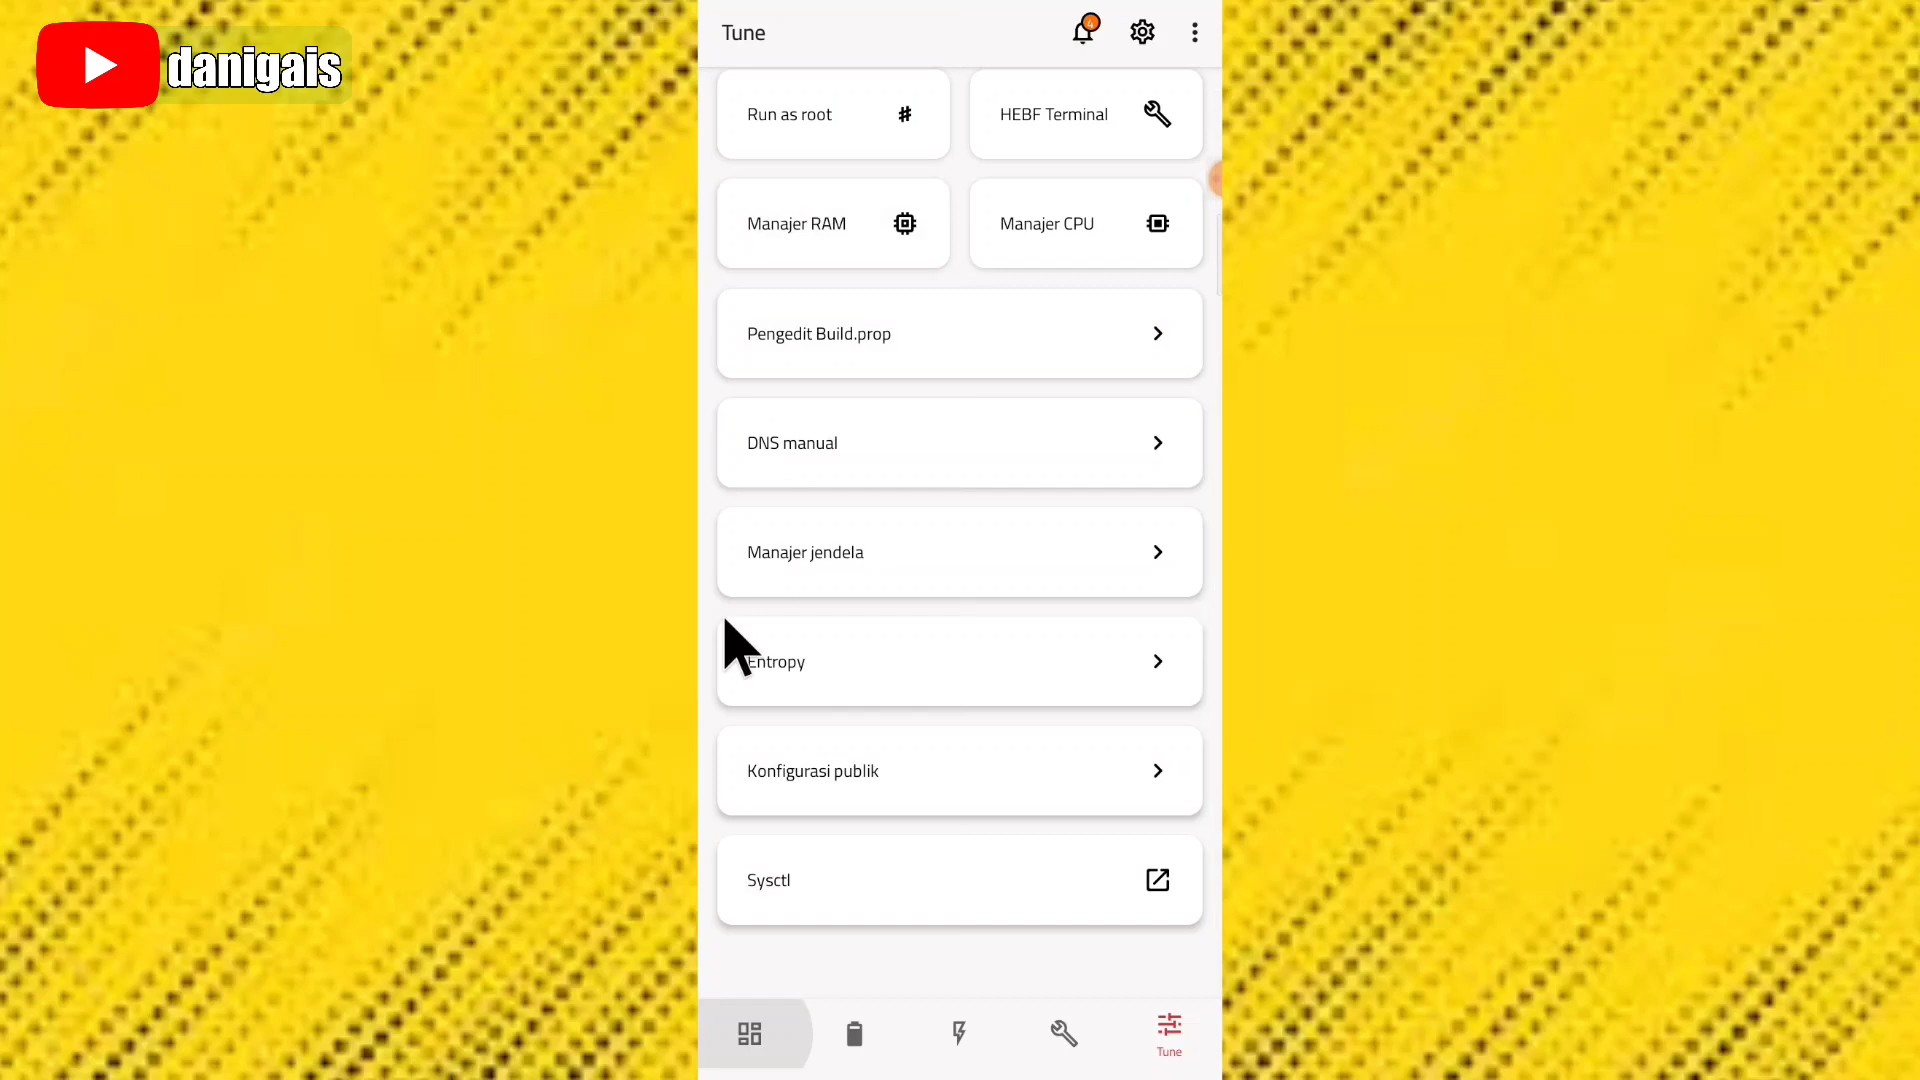 danigais
Tune
Run as root #
HEBF Terminal
Manajer RAM
Manajer CPU
Pengedit Build.prop
DNS manual
Manajer jendela
Entropy
Konfigurasi publik
Sysctl
Tune